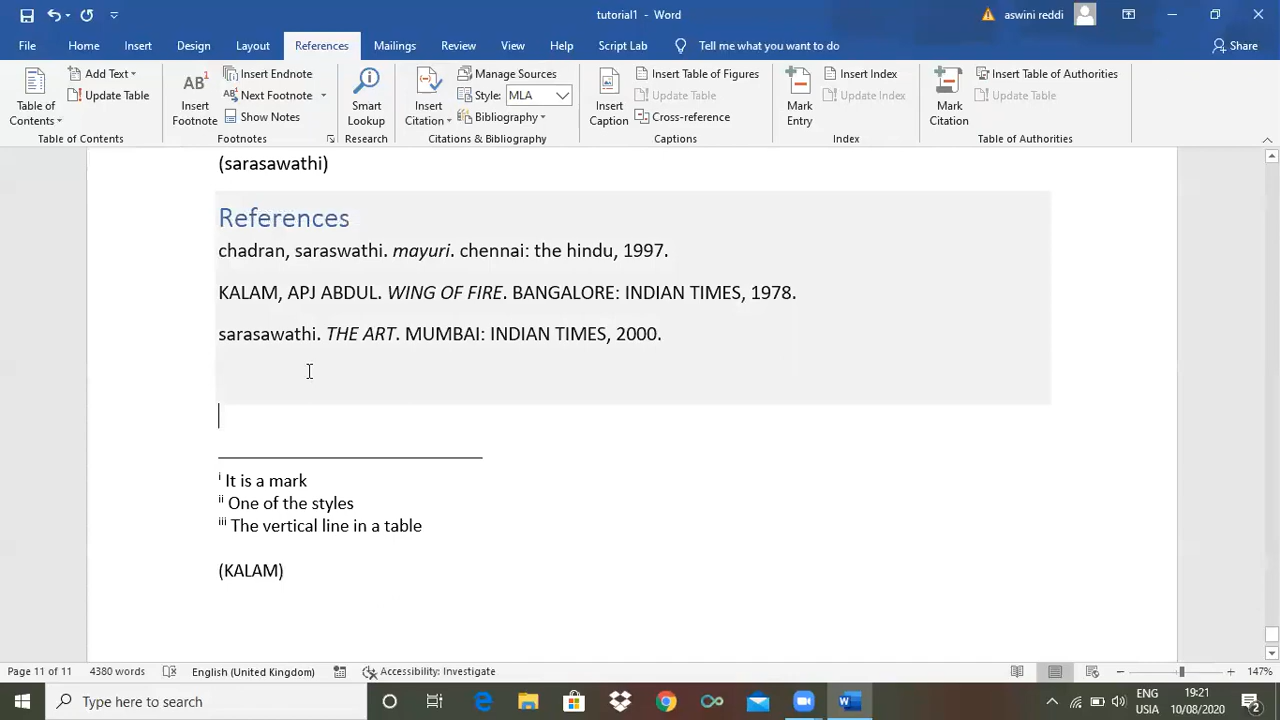 tutorial1 - Word
aswini reddi
File Home Insert Design Layout References Mailings Review View Help Script Lab Tell me what you want to do Share
Table of Contents
Add Text
Update Table
Table of Contents
AB1
Insert Footnote
Insert Endnote
Next Footnote
Show Notes
Footnotes
Smart Lookup
Research
Insert Citation
Manage Sources
Style: MLA
Bibliography
Citations & Bibliography
Insert Caption
Insert Table of Figures
Update Table
Cross-reference
Captions
Mark Entry
Insert Index
Update Index
Index
Mark Citation
Insert Table of Authorities
Update Table
Table of Authorities
(sarasawathi)
References
chadran, saraswathi. mayuri. chennai: the hindu, 1997.
KALAM, APJ ABDUL. WING OF FIRE. BANGALORE: INDIAN TIMES, 1978.
sarasawathi. THE ART. MUMBAI: INDIAN TIMES, 2000.
i It is a mark
ii One of the styles
iii The vertical line in a table
(KALAM)
Page 11 of 11 4380 words English (United Kingdom) Accessibility: Investigate 147%
Type here to search
ENG
USIA
19:21
10/08/2020
2